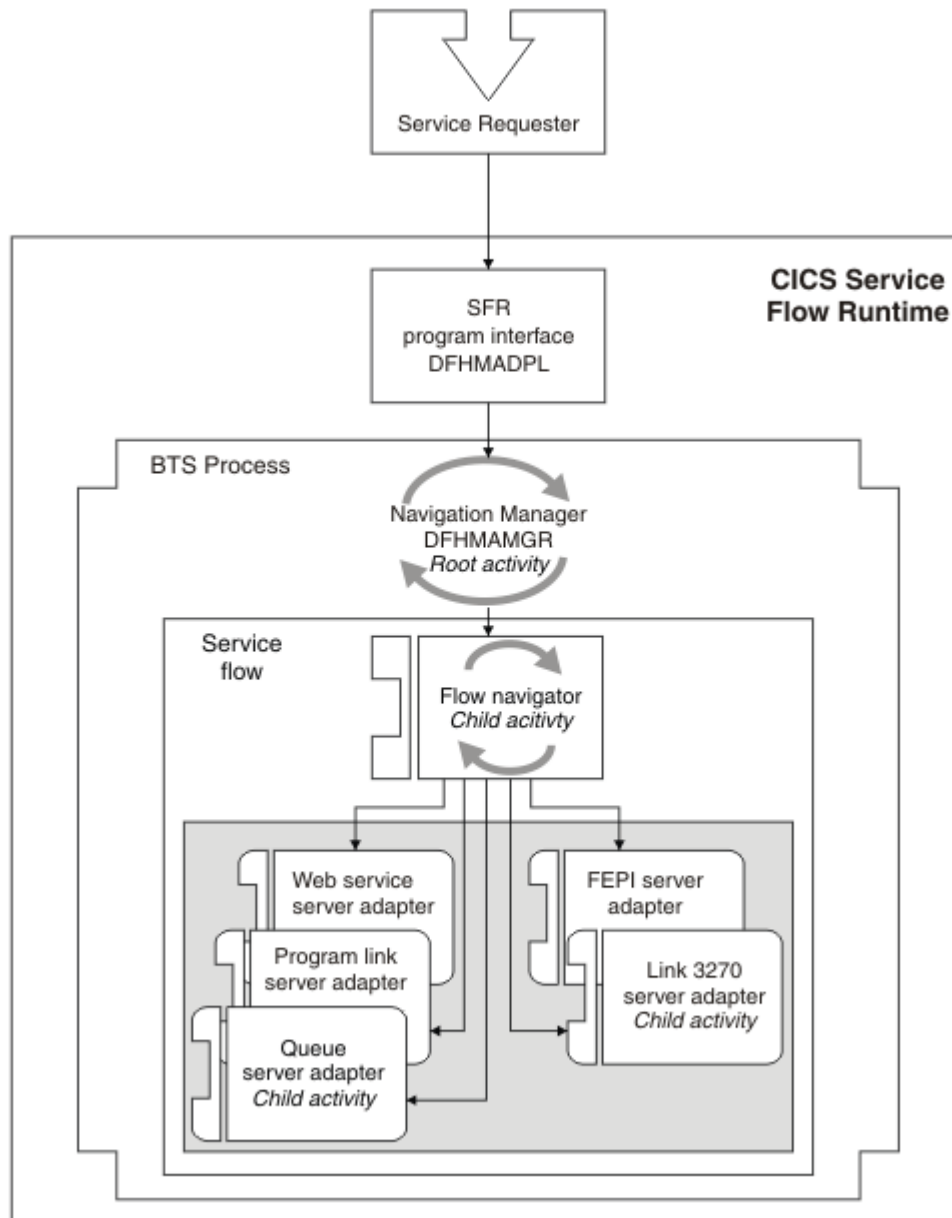 Service Requester
CICS Service
Flow Runtime
SFR
program interface
DFHMADPL
BTS Process
Navigation Manager
DFHMAMGR
Root activity
Service
flow
Flow navigator
Child acitivty
Web service
server adapter
Program link
server adapter
Queue
server adapter
Child activity
FEPI server
adapter
Link 3270
server adapter
Child activity